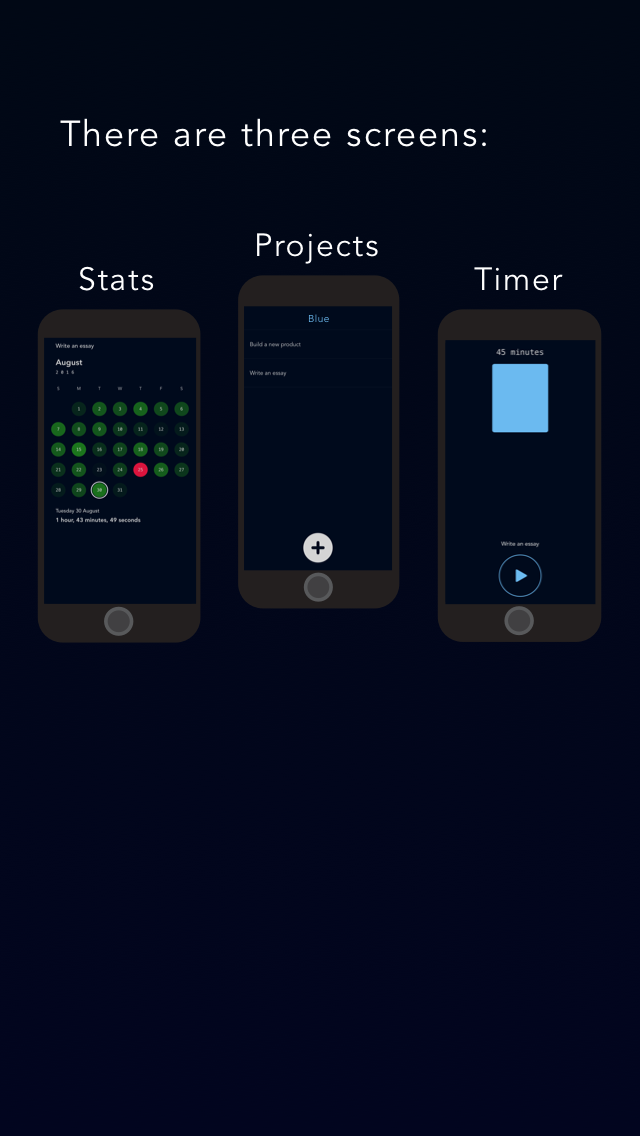 There are three screens:
Stats
Write an essay
August
2016
S M T W T F S
1 2 3 4 5 6
7 8 9 10 11 12 13
14 15 16 17 18 19 20
21 22 23 24 25 26 27
28 29 30 31
Tuesday 30 August
1 hour, 43 minutes, 49 seconds
Projects
Blue
Build a new product
Write an essay
Timer
45 minutes
Write an essay